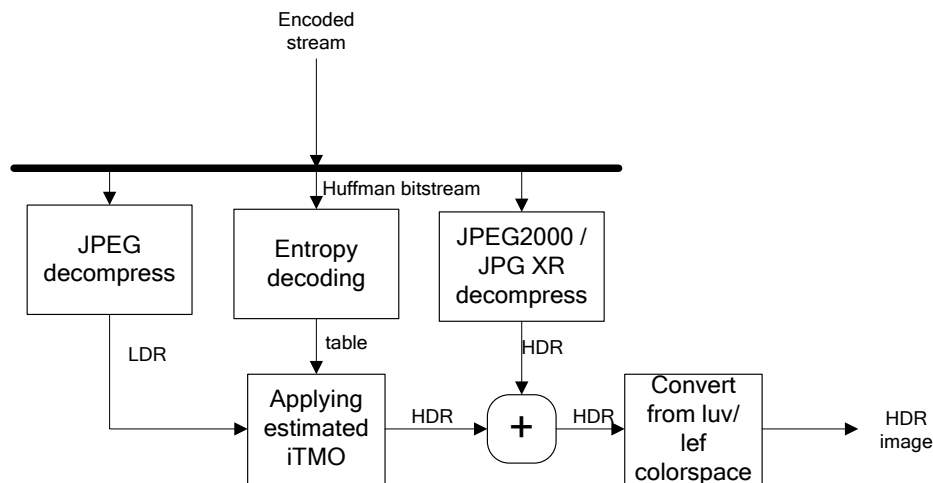 Encoded
stream
Huffman bitstream
JPEG
decompress
Entropy
decoding
JPEG2000 /
JPG XR
decompress
LDR
table
HDR
Applying
estimated
iTMO
HDR
+
HDR
Convert
from luv/
lef
colorspace
HDR
image